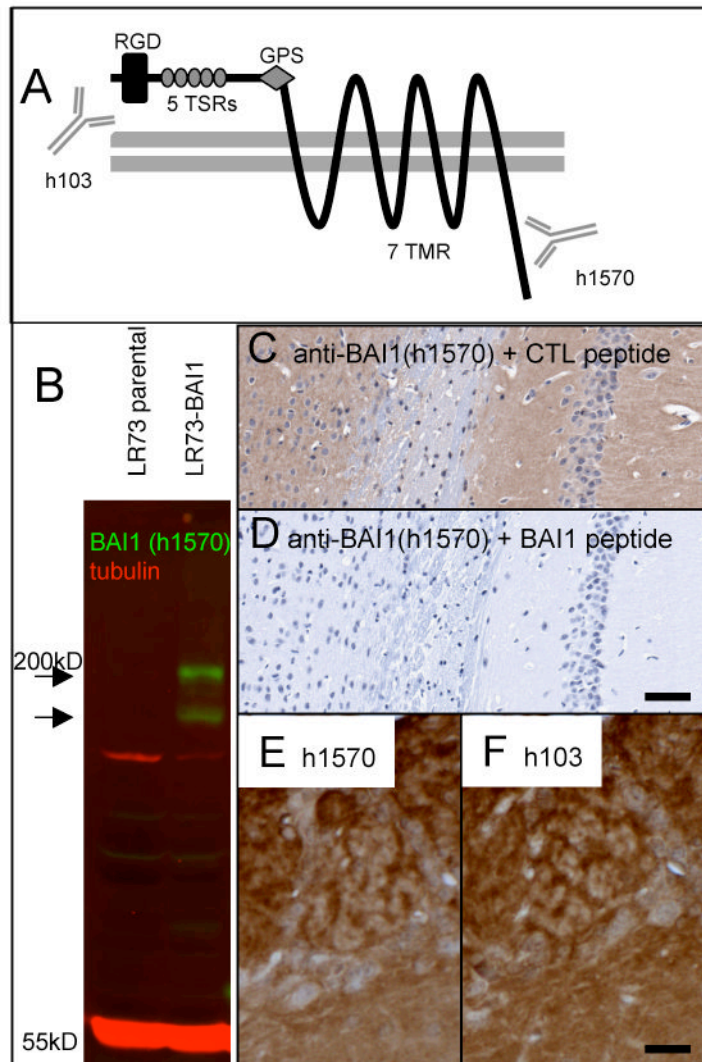 A
RGD
GPS
5 TSRs
h103
7 TMR
h1570
B
LR73 parental
LR73-BAI1
BAI1 (h1570)
tubulin
200kD
55kD
C anti-BAI1(h1570) + CTL peptide
D anti-BAI1(h1570) + BAI1 peptide
E h1570
F h103